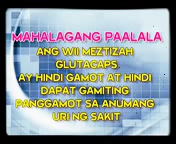 MAHALAGANG PAALALA
ANG WII MEZTIZAH
GLUTACAPS
AY HINDI GAMOT AT HINDI
DAPAT GAMITING
PANGGAMOT SA ANUMANG
URI NG SAKIT